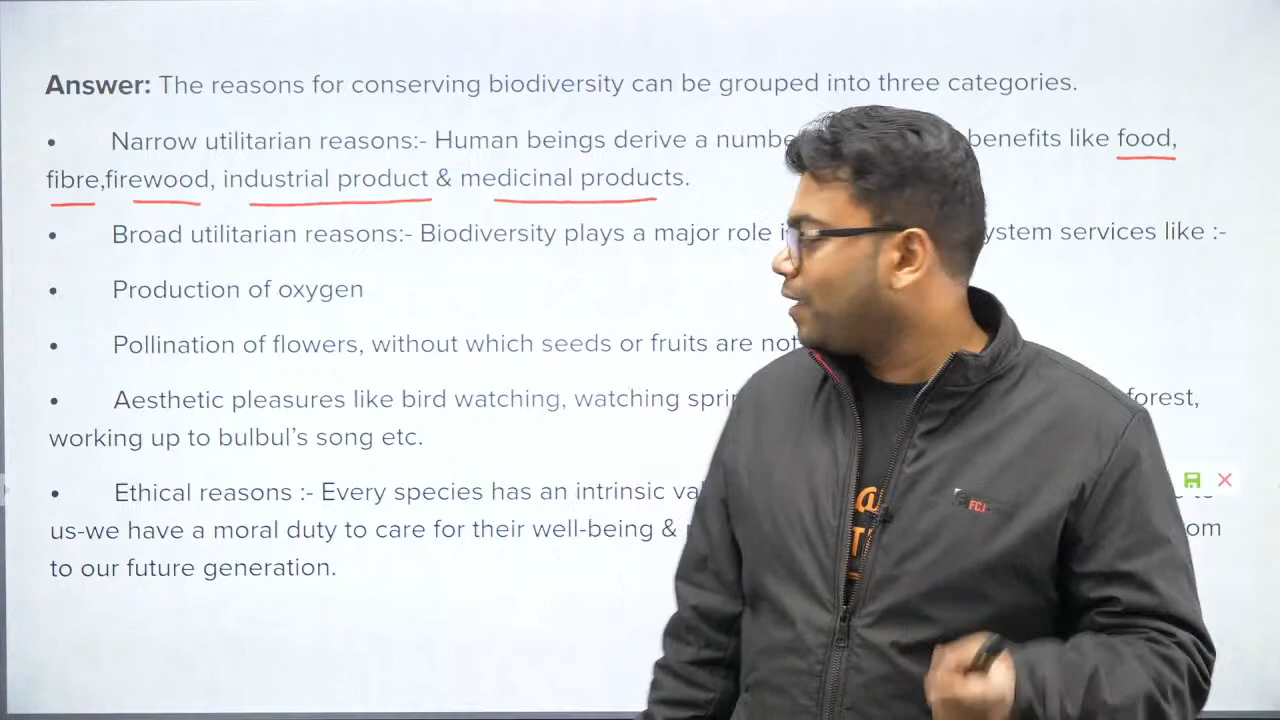 Answer: The reasons for conserving biodiversity can be grouped into three categories.
• Narrow utilitarian reasons:- Human beings derive a benefits like food,
fibre,firewood, industrial product & medicinal products.
• Broad utilitarian reasons:- Biodiversity plays a major role services like :-
• Production of oxygen
• Pollination of flowers, without which seeds or fruits are not
• Aesthetic pleasures like bird watching, watching forest,
working up to bulbul's song etc.
• Ethical reasons :- Every species has an intrinsic
us-we have a moral duty to care for their well-being &
to our future generation.
FCJ